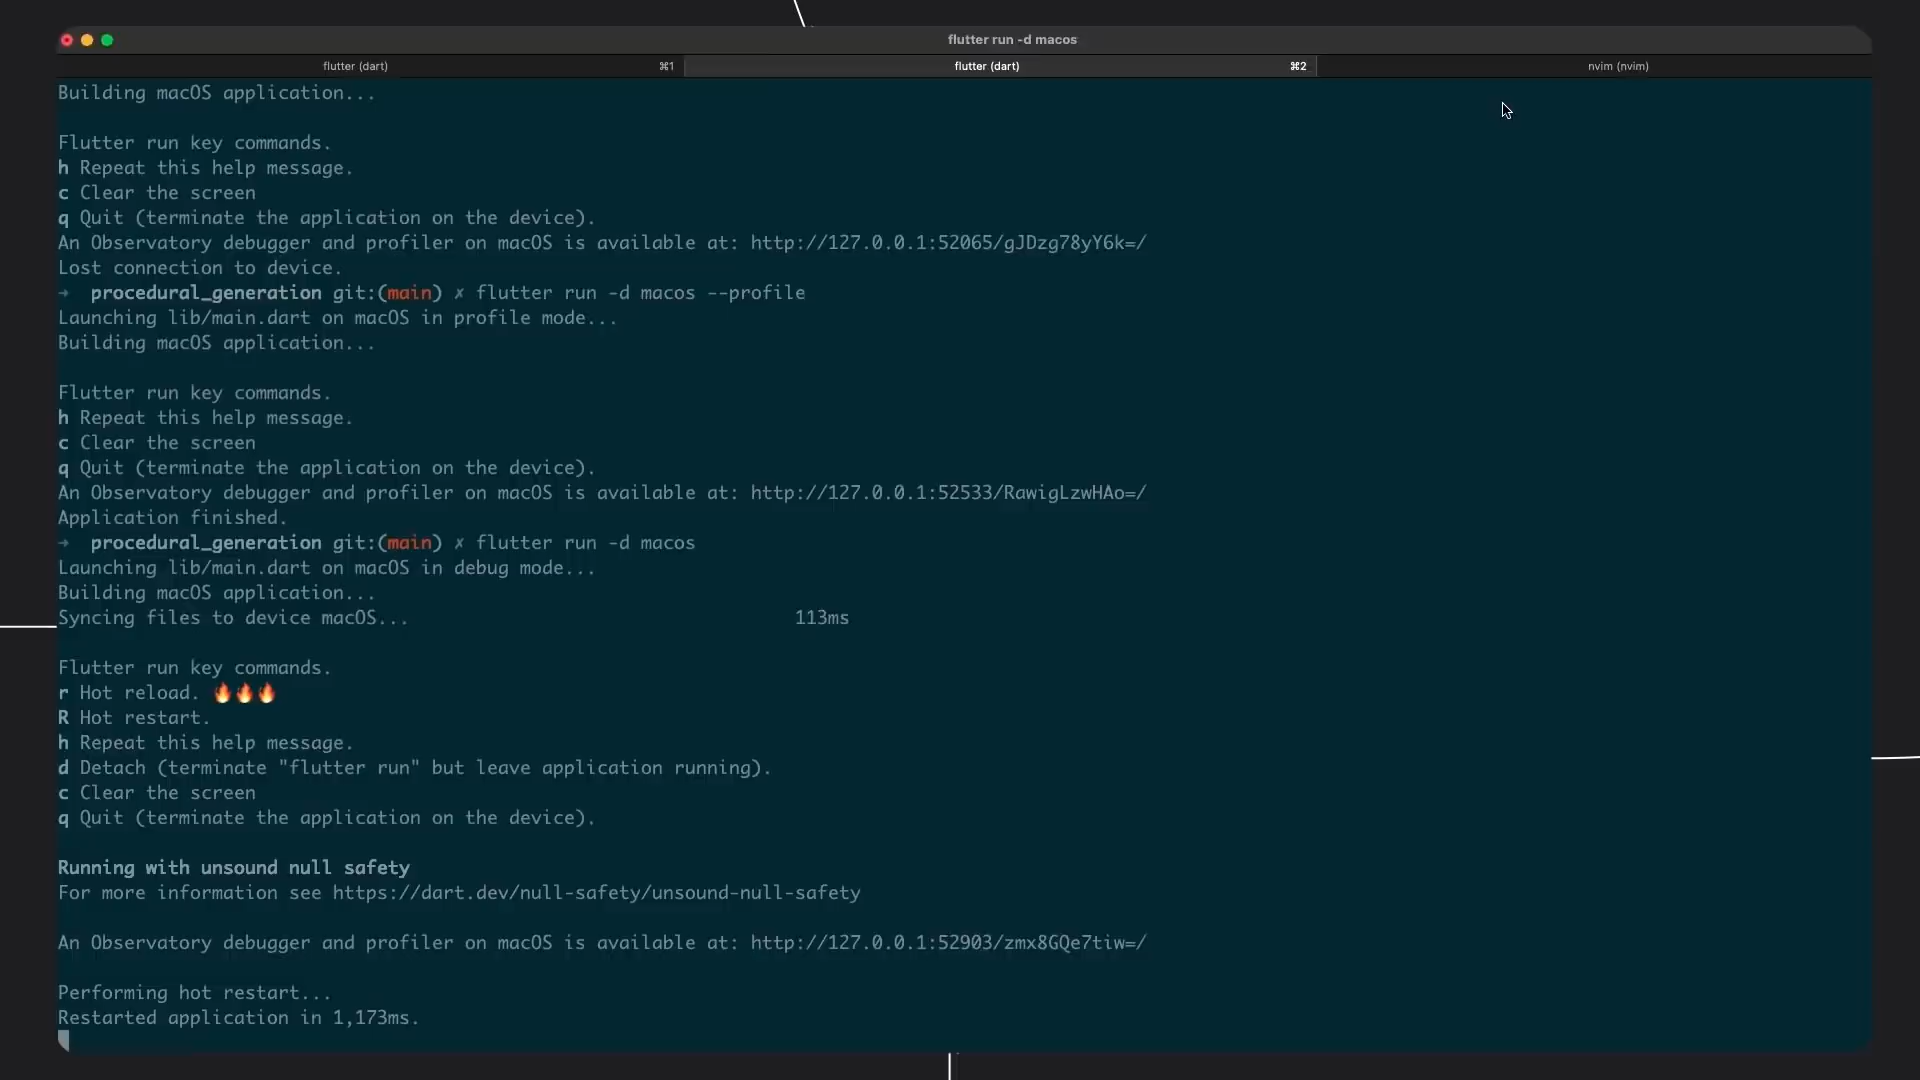 flutter run -d macos
flutter (dart) ⌘1 flutter (dart) ⌘2 nvim (nvim)
Building macOS application...
Flutter run key commands.
h Repeat this help message.
c Clear the screen
q Quit (terminate the application on the device).
An Observatory debugger and profiler on macOS is available at: http://127.0.0.1:52065/gJDzg78yY6k=/
Lost connection to device.
→ procedural_generation git:(main) ✗ flutter run -d macos --profile
Launching lib/main.dart on macOS in profile mode...
Building macOS application...
Flutter run key commands.
h Repeat this help message.
c Clear the screen
q Quit (terminate the application on the device).
An Observatory debugger and profiler on macOS is available at: http://127.0.0.1:52533/RawigLzwHAo=/
Application finished.
→ procedural_generation git:(main) ✗ flutter run -d macos
Launching lib/main.dart on macOS in debug mode...
Building macOS application...
Syncing files to device macOS... 113ms
Flutter run key commands.
r Hot reload. 🔥🔥🔥
R Hot restart.
h Repeat this help message.
d Detach (terminate "flutter run" but leave application running).
c Clear the screen
q Quit (terminate the application on the device).
Running with unsound null safety
For more information see https://dart.dev/null-safety/unsound-null-safety
An Observatory debugger and profiler on macOS is available at: http://127.0.0.1:52903/zmx8GQe7tiw=/
Performing hot restart...
Restarted application in 1,173ms.